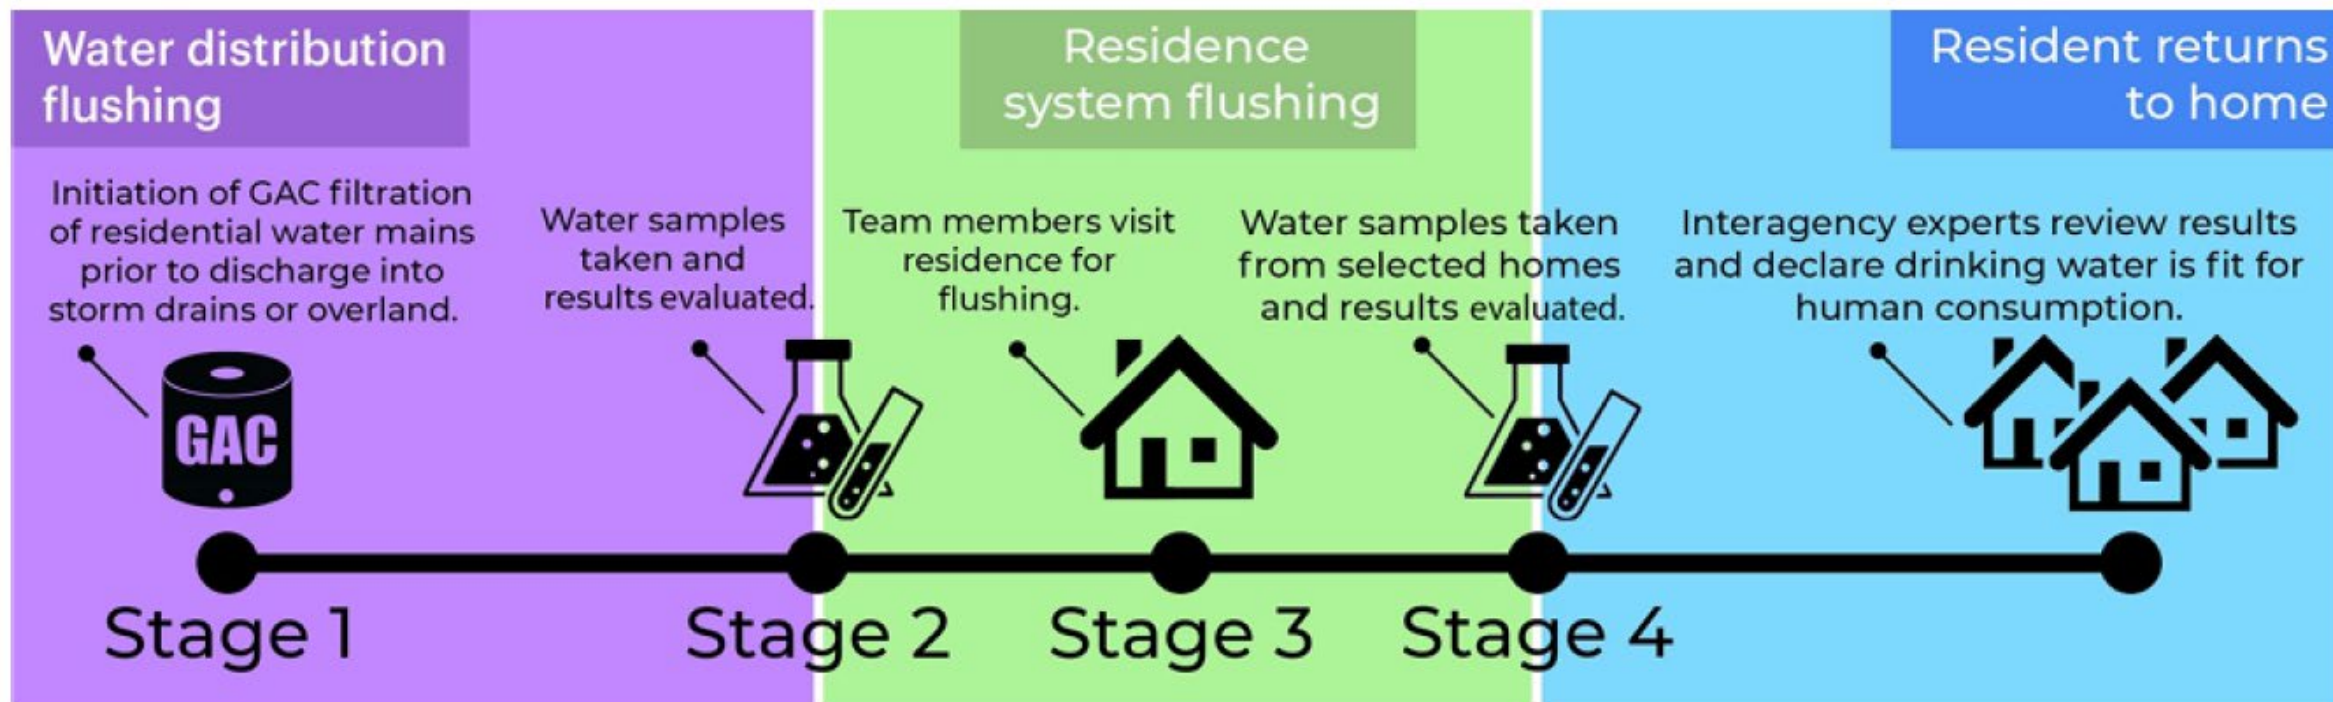 Water distribution
flushing
Initiation of GAC filtration
of residential water mains
prior to discharge into
storm drains or overland.
GAC
Stage 1
Water samples
taken and
results evaluated.
Stage 2
Residence
system flushing
Team members visit
residence for
flushing.
Stage 3
Water samples taken
from selected homes
and results evaluated.
Stage 4
Resident returns
to home
Interagency experts review results
and declare drinking water is fit for
human consumption.